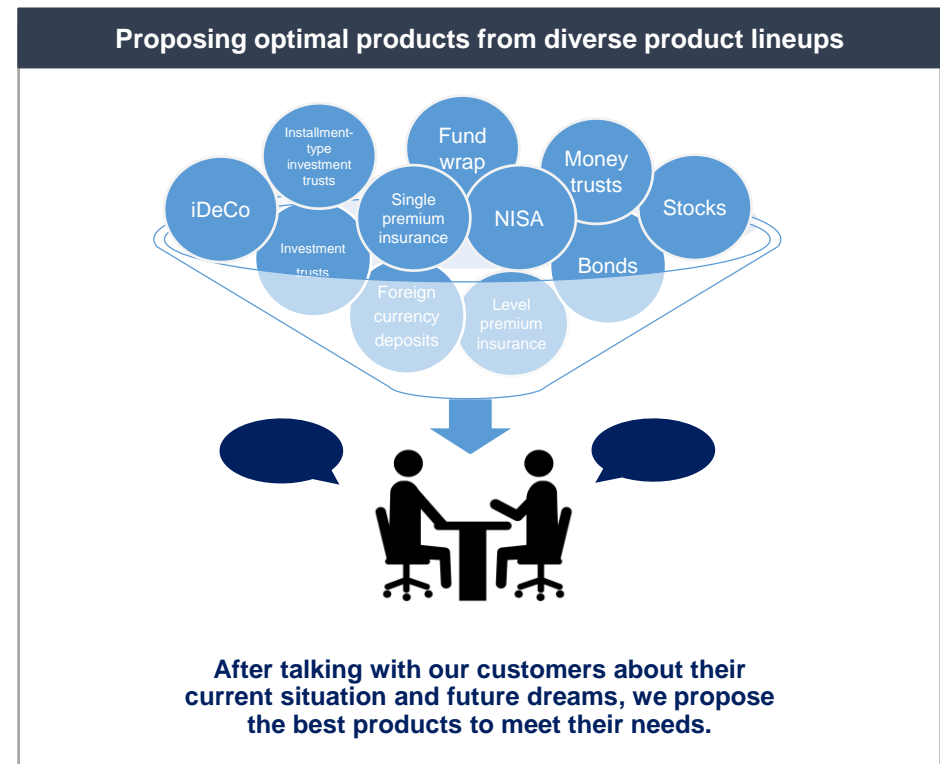 Proposing optimal products from diverse product lineups
Installment-
type
investment
trusts
Fund
wrap
Money
trusts
iDeCo
Single
premium
insurance
NISA
Stocks
Investment
trusts
Bonds
Foreign
currency
deposits
Level
premium
insurance
After talking with our customers about their
current situation and future dreams, we propose
the best products to meet their needs.